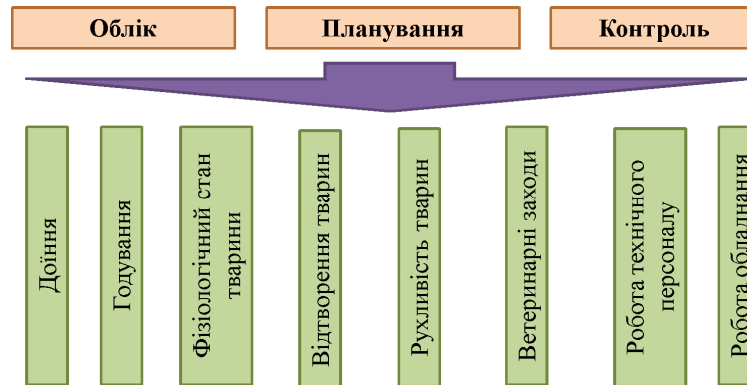 Облік
Планування
Контроль
Доїння
Годування
Фізіологічний стан
тварини
Відтворення тварин
Рухливість тварин
Ветеринарні заходи
Робота технічного
персоналу
Робота обладнання